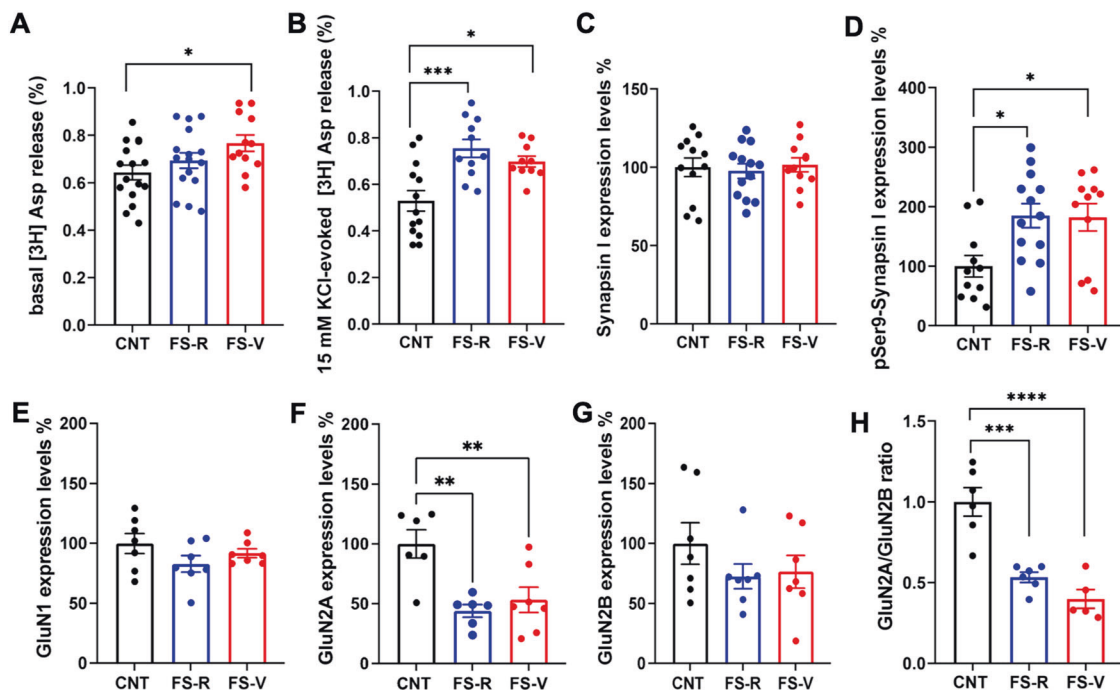 A
basal [3H] Asp release (%)
1.0
0.8
0.6
0.4
0.2
0.0
*
CNT FS-R FS-V
B
15 mM KCl-evoked [3H] Asp release (%)
1.0
0.8
0.6
0.4
0.2
0.0
*
***
CNT FS-R FS-V
C
Synapsin I expression levels %
150
100
50
0
CNT FS-R FS-V
D
pSer9-Synapsin I expression levels %
400
300
200
100
0
*
*
CNT FS-R FS-V
E
GluN1 expression levels %
200
150
100
50
0
CNT FS-R FS-V
F
GluN2A expression levels %
200
150
100
50
0
**
**
CNT FS-R FS-V
G
GluN2B expression levels %
200
150
100
50
0
CNT FS-R FS-V
H
GluN2A/GluN2B ratio
1.5
1.0
0.5
0.0
****
***
CNT FS-R FS-V